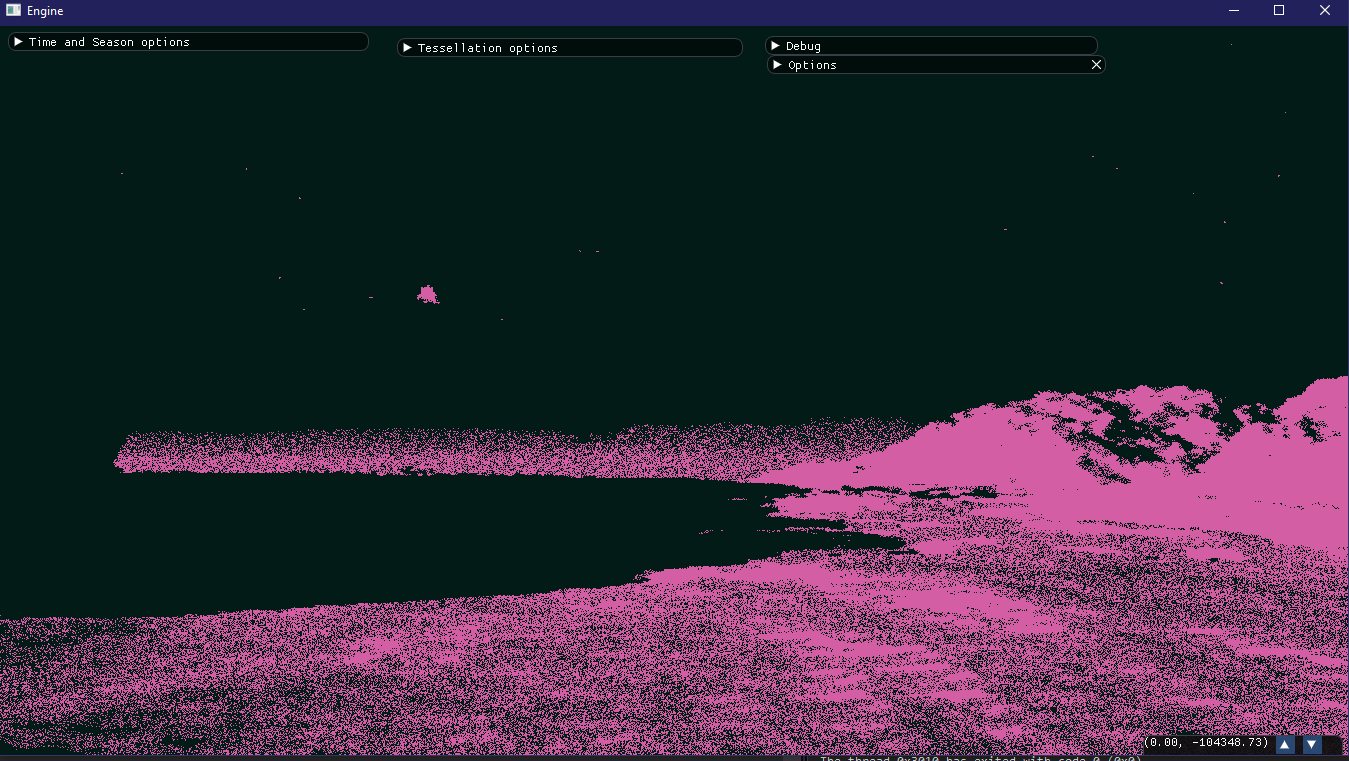 Engine
Time and Season options
Tessellation options
Debug
Options
(0.00, -104348.73)
The thread 0x3010 has exited with code 0 (0x0)